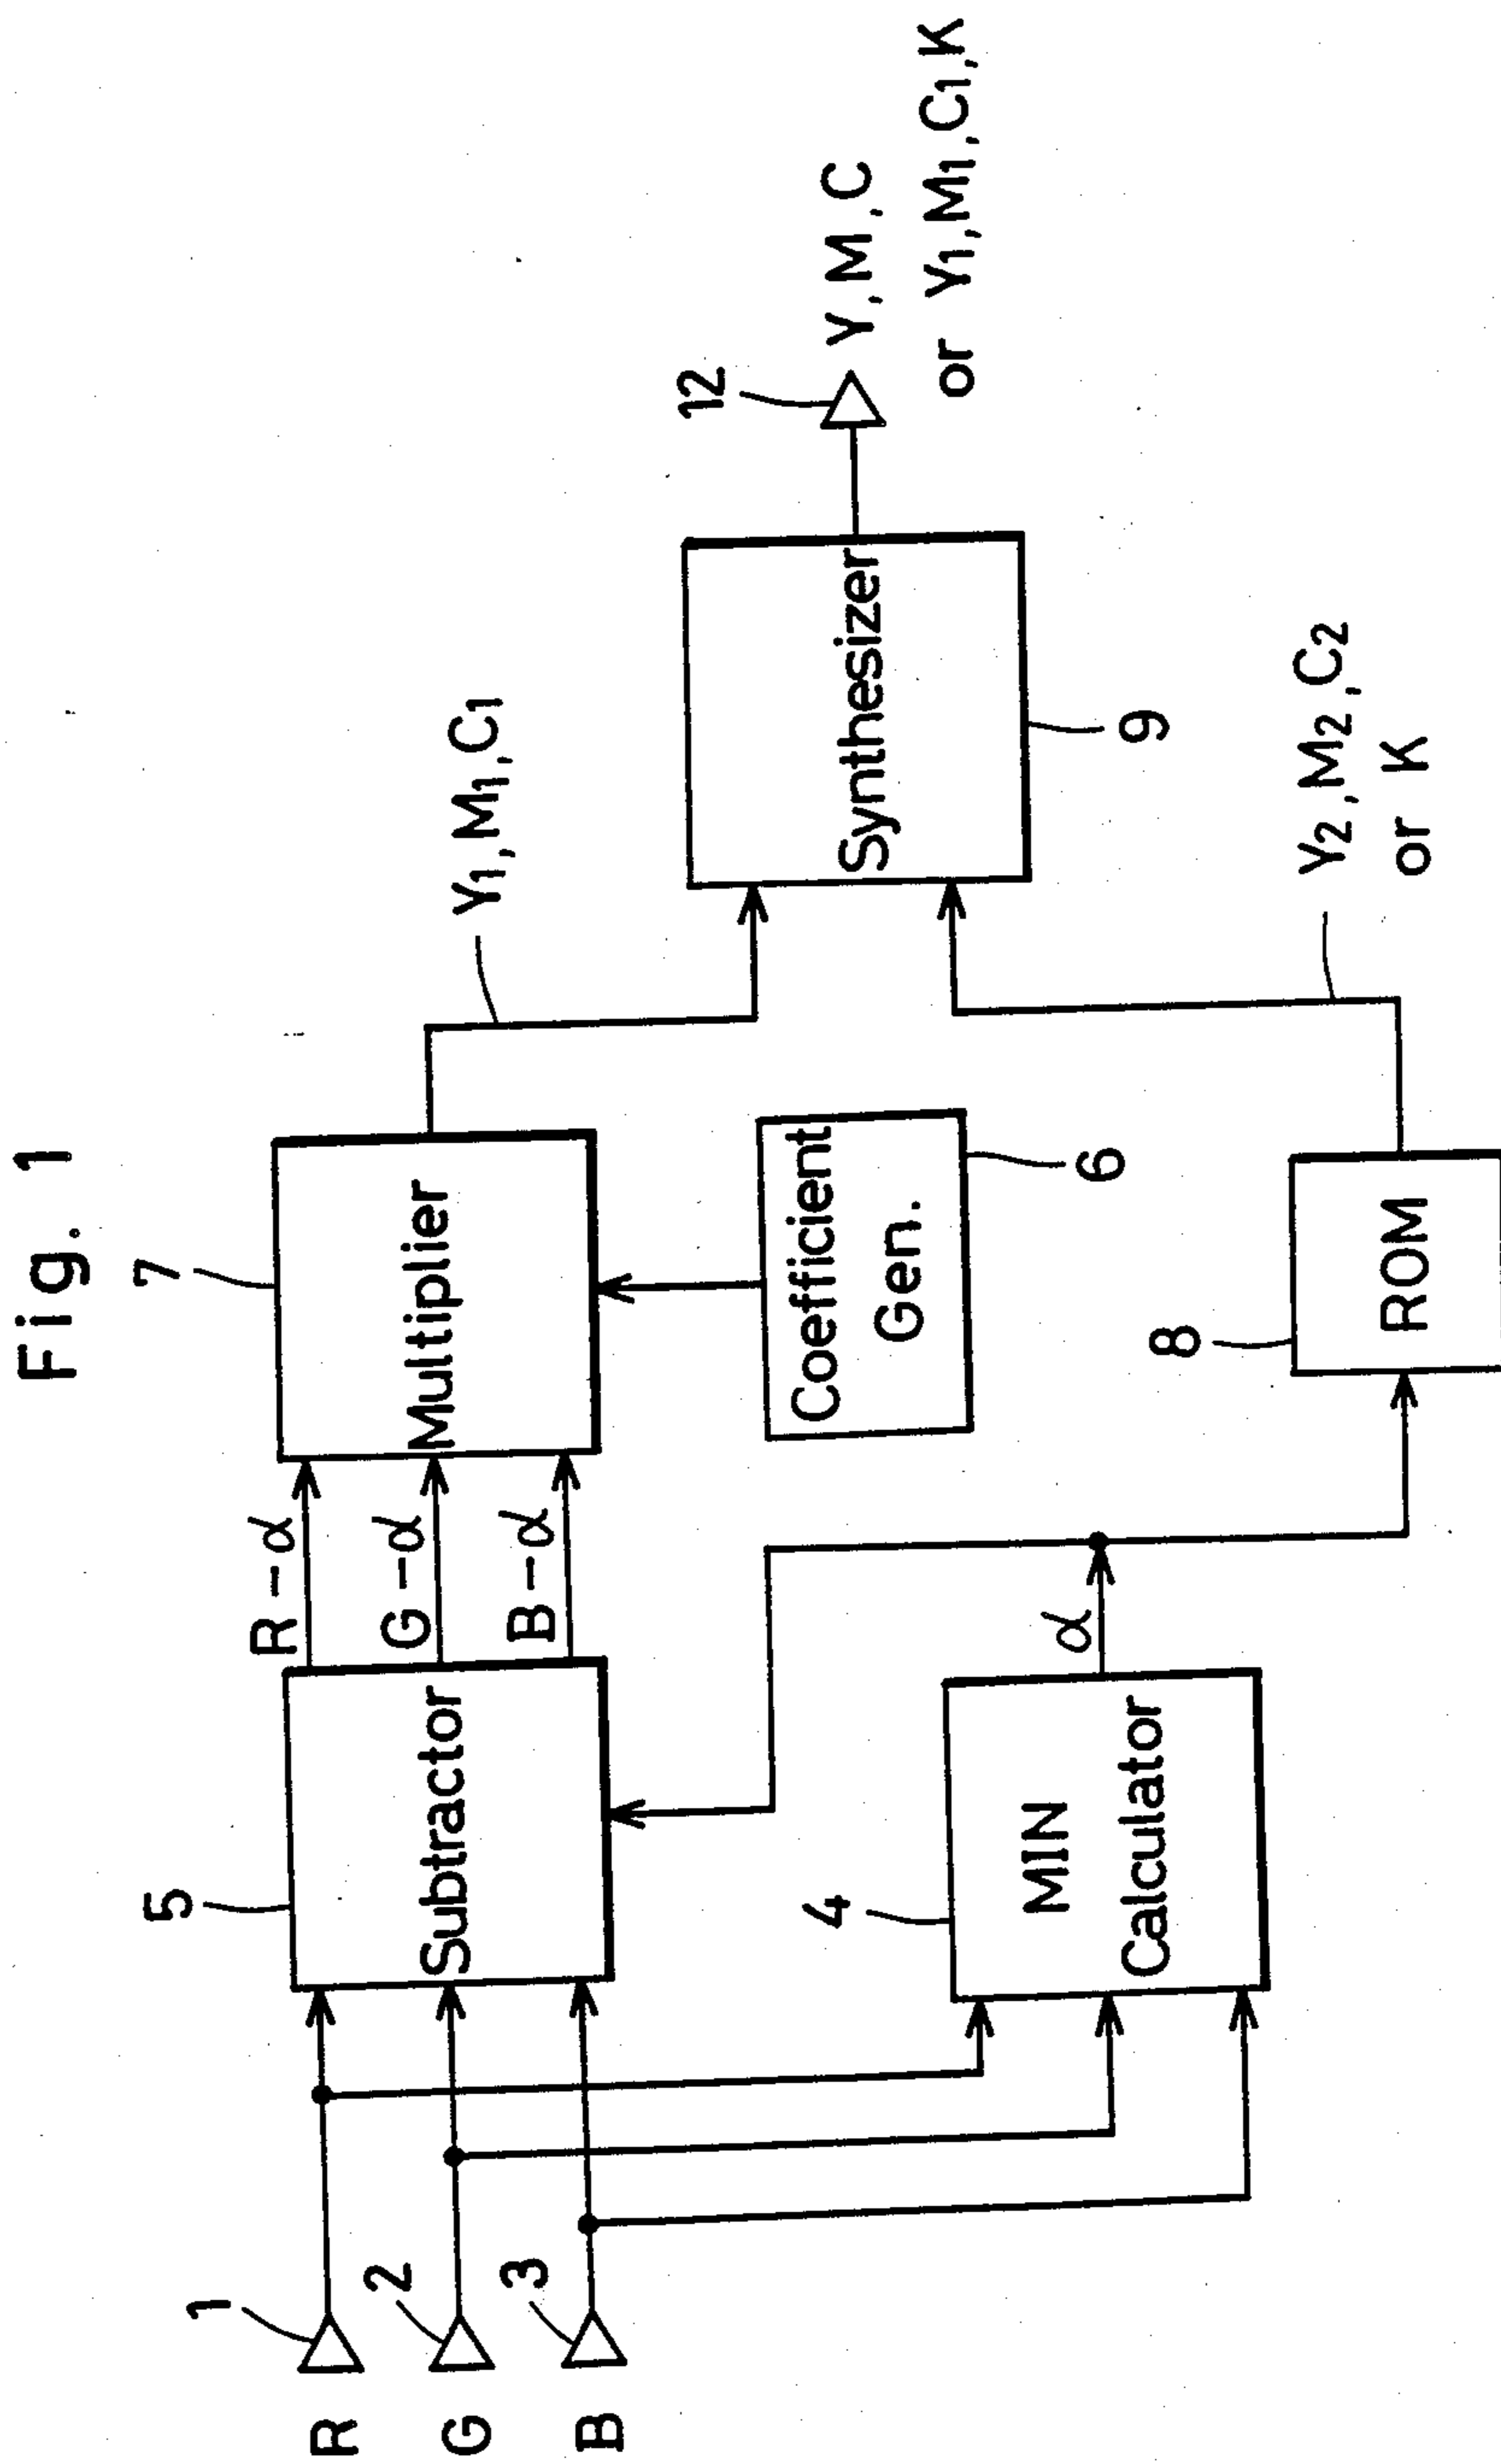 Fig. 1
1
R
2
G
3
B
5
Subtractor
4
MIN
Calculator
α
R-α
G-α
B-α
7
Multiplier
Coefficient
Gen.
6
8
ROM
Y1, M1, C1
Y2, M2, C2
or K
Synthesizer
9
12
Y, M, C
or Y1, M1, C1, K